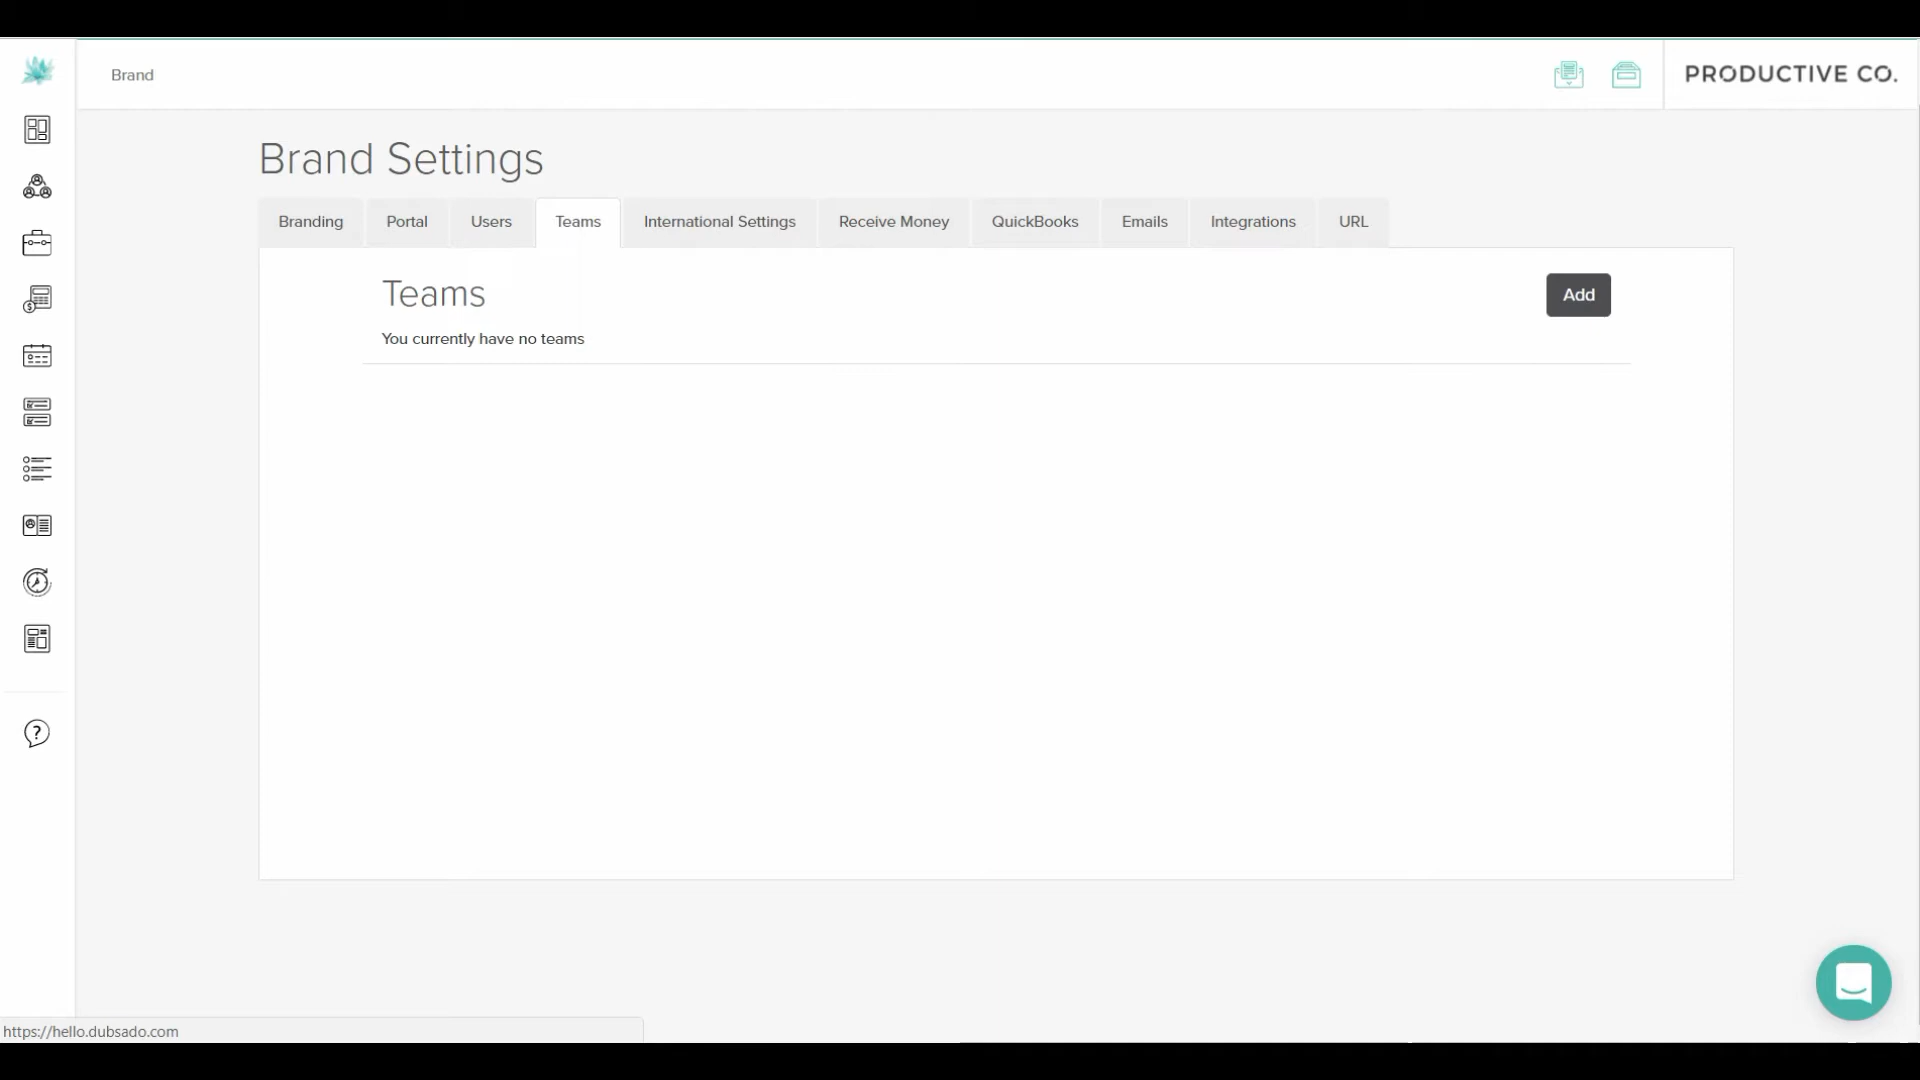 Brand
PRODUCTIVE CO.
Brand Settings
Branding
Portal
Users
Teams
International Settings
Receive Money
QuickBooks
Emails
Integrations
URL
Teams
Add
You currently have no teams
?
https://hello.dubsado.com